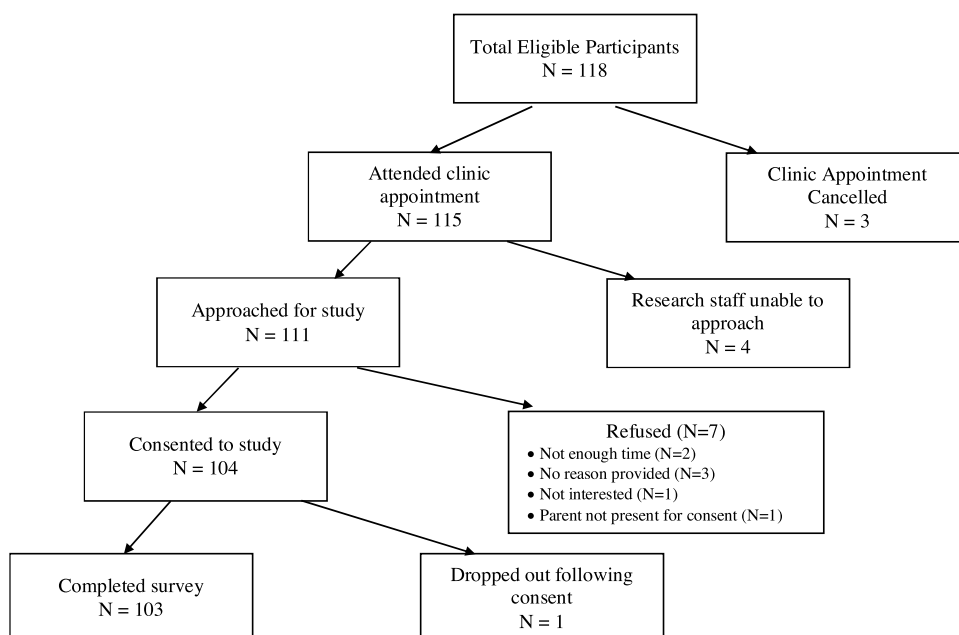 Total Eligible Participants
N = 118
Attended clinic
appointment
N = 115
Clinic Appointment
Cancelled
N = 3
Approached for study
N = 111
Research staff unable to
approach
N = 4
Consented to study
N = 104
Refused (N=7)
• Not enough time (N=2)
• No reason provided (N=3)
• Not interested (N=1)
• Parent not present for consent (N=1)
Completed survey
N = 103
Dropped out following
consent
N = 1